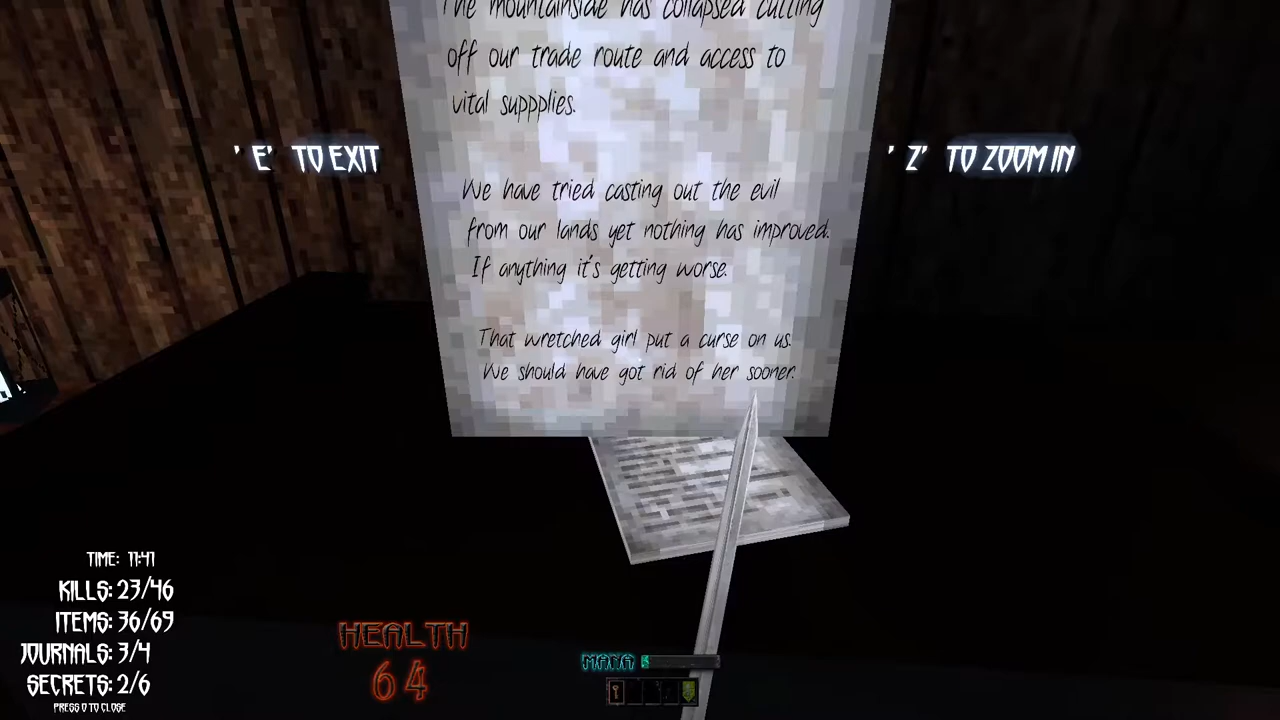 The mountainside has collapsed cutting
off our trade route and access to
vital suppplies.
' E' TO EXIT
' Z' TO ZOOM IN
We have tried casting out the evil
from our lands yet nothing has improved.
If anything it's getting worse.
That wretched girl put a curse on us.
We should have got rid of her sooner.
TIME: 11:41
KILLS: 23/46
ITEMS: 36/69
JOURNALS: 3/4
SECRETS: 2/6
PRESS O TO CLOSE
HEALTH
64
MANA